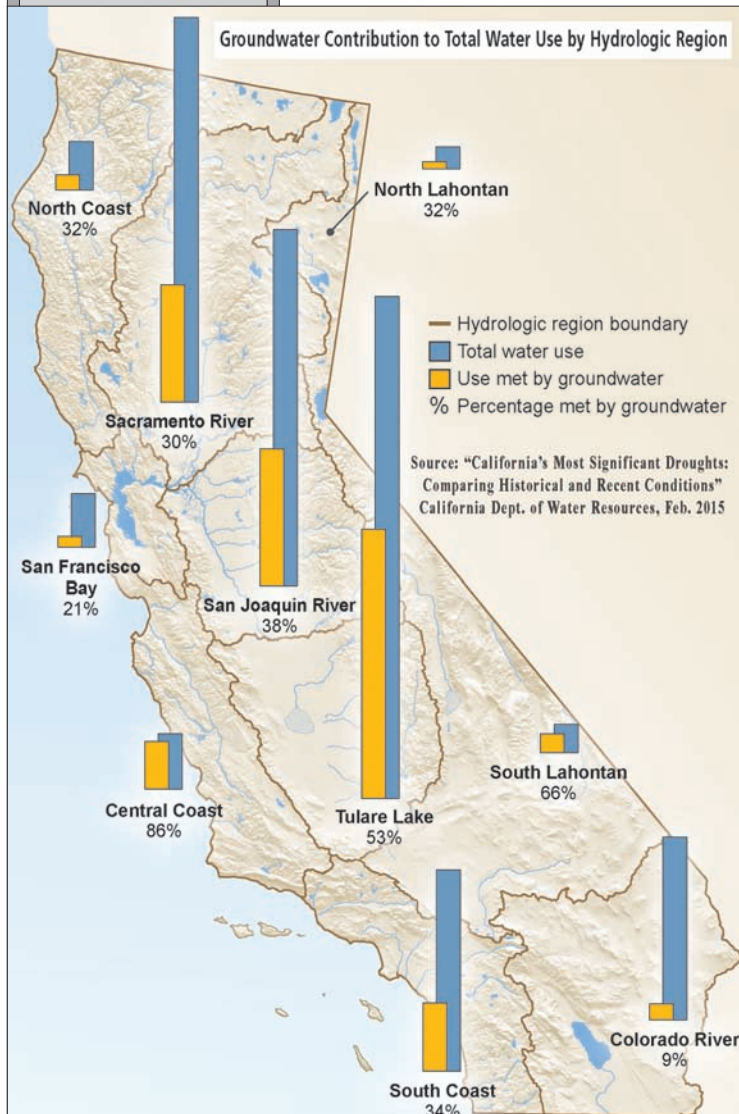 Groundwater Contribution to Total Water Use by Hydrologic Region
North Coast
32%
North Lahontan
32%
Hydrologic region boundary
Total water use
Use met by groundwater
% Percentage met by groundwater
Source: “California’s Most Significant Droughts:
Comparing Historical and Recent Conditions”
California Dept. of Water Resources, Feb. 2015
Sacramento River
30%
San Francisco
Bay
21%
San Joaquin River
38%
Central Coast
86%
Tulare Lake
53%
South Lahontan
66%
Colorado River
9%
South Coast
34%